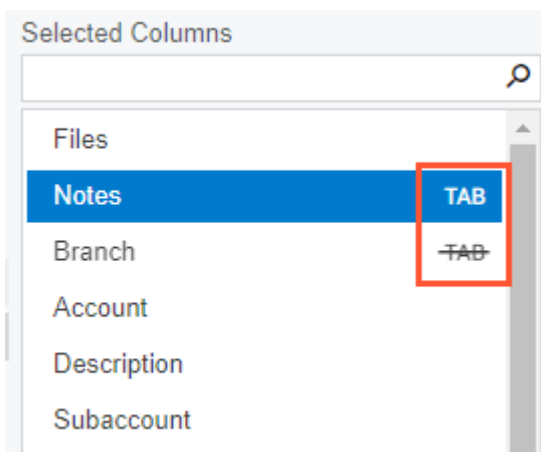 Selected Columns
Files
Notes TAB
Branch TAB
Account
Description
Subaccount